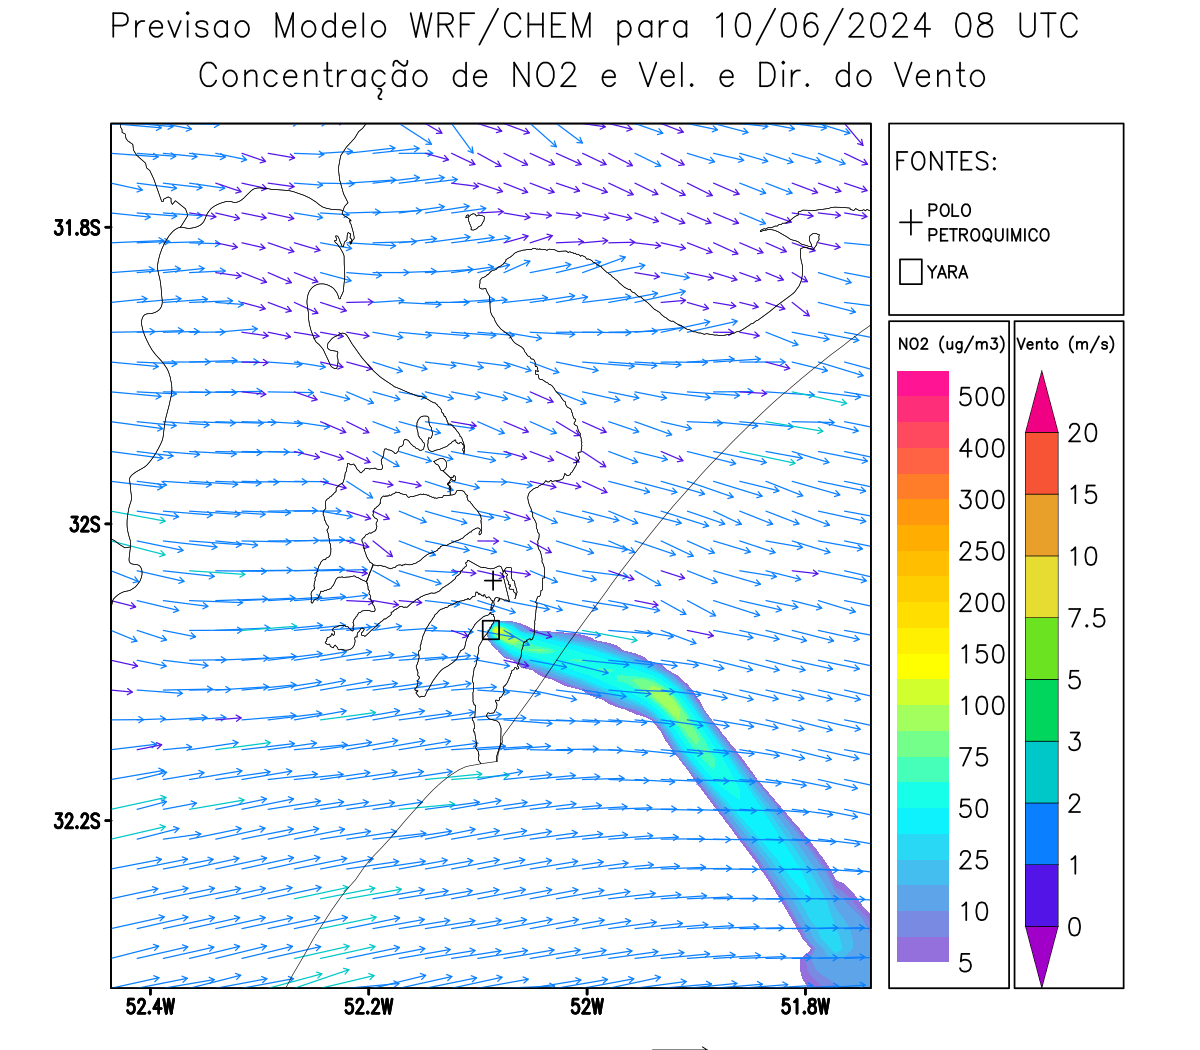 Previsao Modelo WRF/CHEM para 10/06/2024 08 UTC
Concentração de NO2 e Vel. e Dir. do Vento
FONTES:
POLO
PETROQUIMICO
YARA
31.8S
32S
32.2S
52.4W
52.2W
52W
51.8W
NO2 (ug/m3)
500
400
300
250
200
150
100
75
50
25
10
5
Vento (m/s)
20
15
10
7.5
5
3
2
1
0